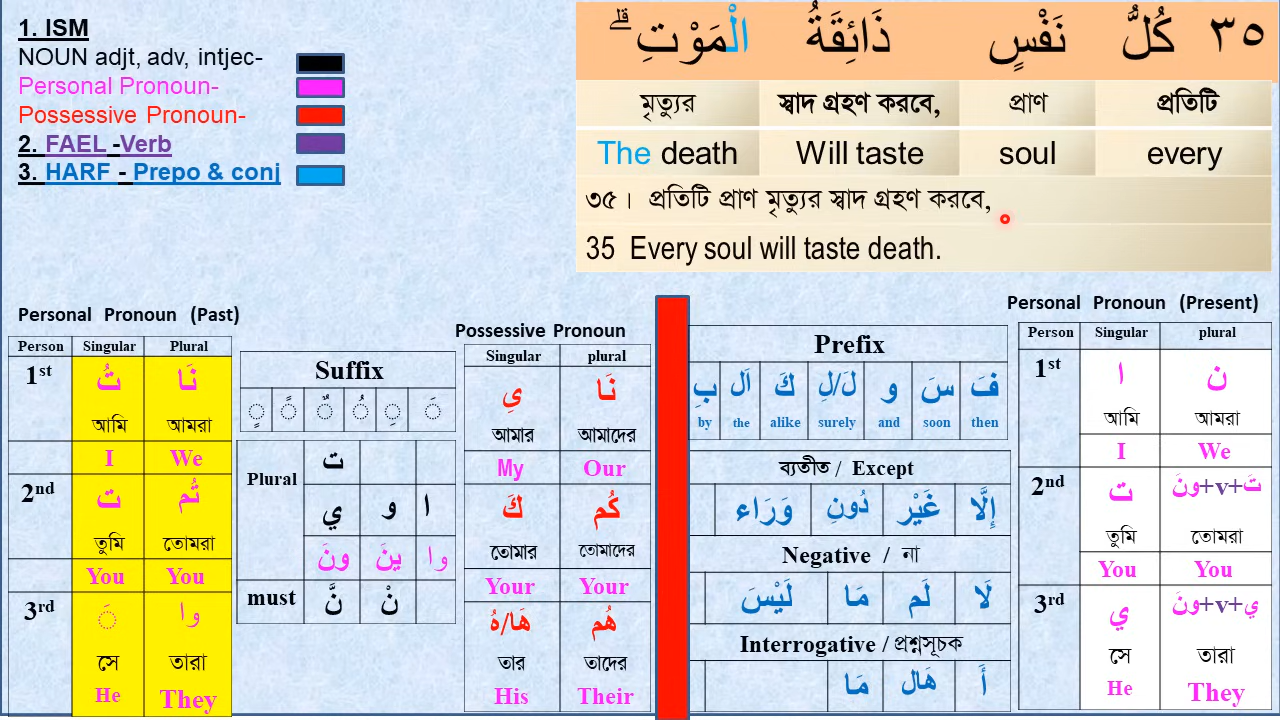 1. ISM
NOUN adjt, adv, intjec-
Personal Pronoun-
Possessive Pronoun-
2. FAEL -Verb
3. HARF - Prepo & conj
٣٥ كُلُّ نَفْسٍ ذَائِقَةُ الْمَوْتِ ۗ
মৃত্যুর স্বাদ গ্রহণ করবে, প্রাণ প্রতিটি
The death Will taste soul every
৩৫। প্রতিটি প্রাণ মৃত্যুর স্বাদ গ্রহণ করবে,
35 Every soul will taste death.
Personal Pronoun (Past)
Person Singular Plural
1st تُ نَا
আমি আমরা
I We
2nd ت تُم
তুমি তোমরা
You You
3rd َ وا
সে তারা
He They
Suffix
ٍ ً ٌ ُ ِ َ
Plural ت
ي و ا
ونَ ينَ وا
must نَّ نْ
Possessive Pronoun
Singular plural
يِ نَا
আমার আমাদের
My Our
كَ كُم
তোমার তোমাদের
Your Your
هَا/هُ هُم
তার তাদের
His Their
Prefix
بِ اَل كَ لَ/لِ و سَ فَ
by the alike surely and soon then
ব্যতীত / Except
وَرَاء دُونِ غَيْر إِلَّا
Negative / না
لَيْسَ مَا لَم لَا
Interrogative / প্রশ্নসূচক
مَا هَال أَ
Personal Pronoun (Present)
Person Singular plural
1st ا ن
আমি আমরা
I We
2nd ت تَ+v+ونَ
তুমি তোমরা
You You
3rd ي ي+v+ونَ
সে তারা
He They